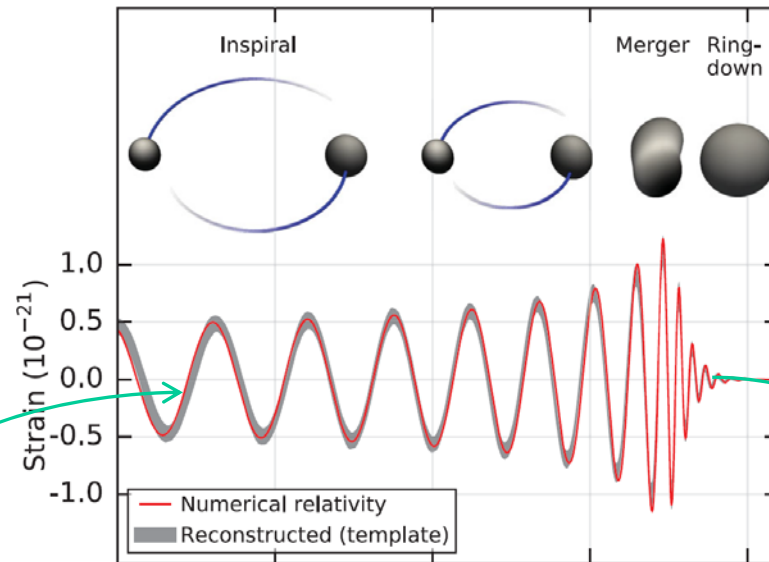 Inspiral
Merger
Ring-
down
1.0
0.5
0.0
-0.5
-1.0
Strain (10⁻²¹)
Numerical relativity
Reconstructed (template)